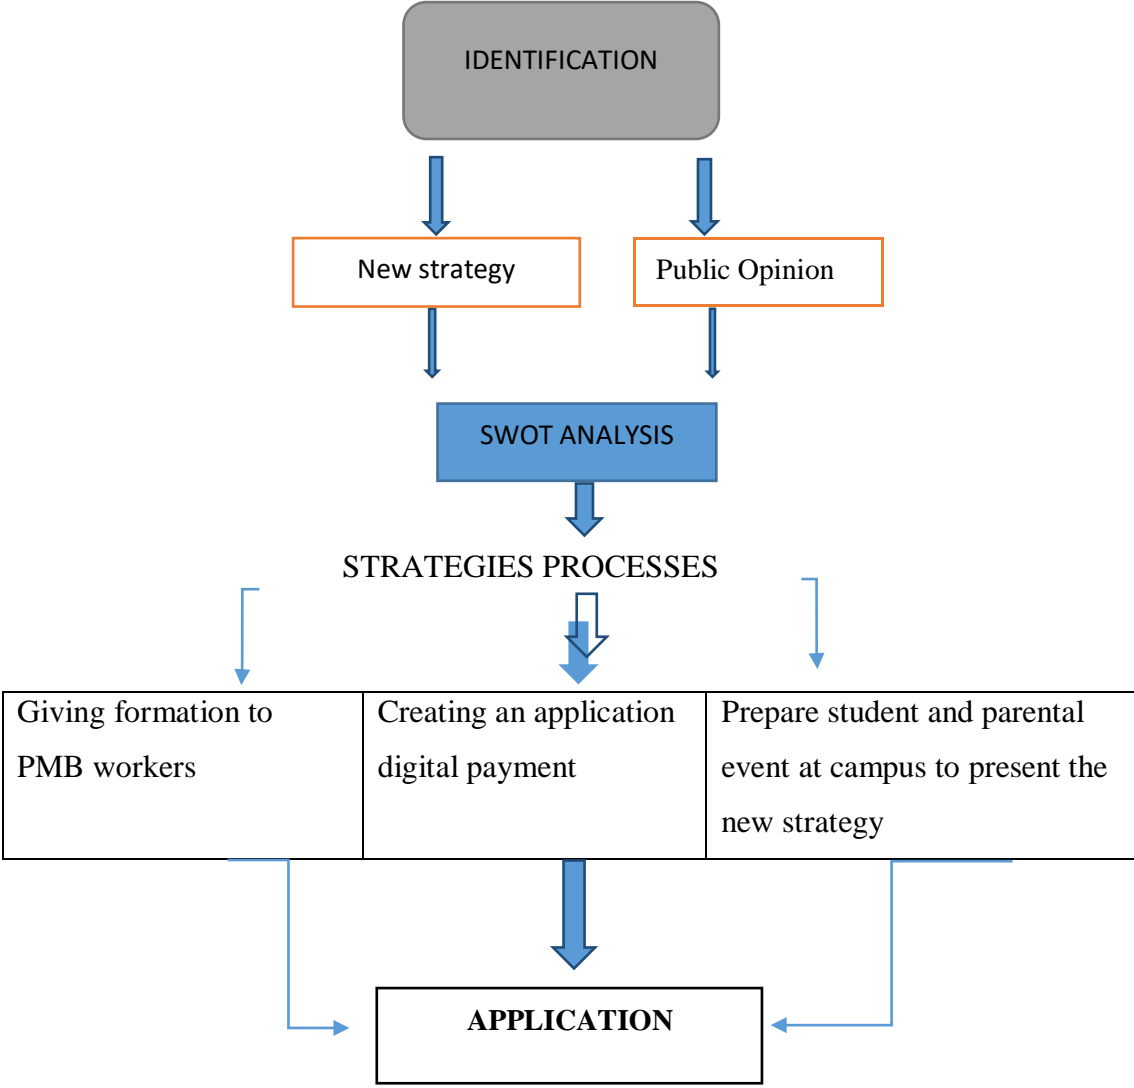 IDENTIFICATION
New strategy
Public Opinion
SWOT ANALYSIS
STRATEGIES PROCESSES
Giving formation to
PMB workers
Creating an application
digital payment
Prepare student and parental
event at campus to present the
new strategy
APPLICATION